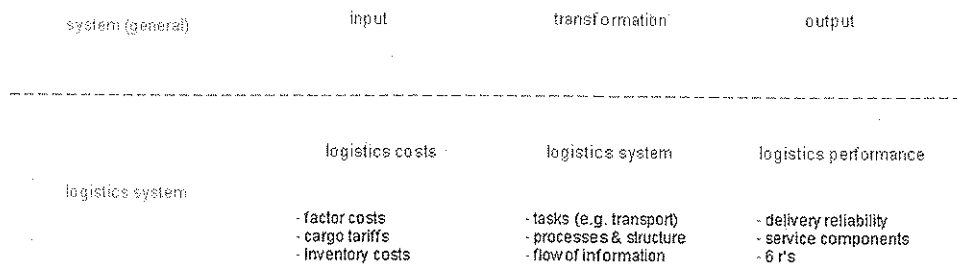 system (general) input transformation output
logistics costs logistics system logistics performance
logistics system
- factor costs - tasks (e.g. transport) - delivery reliability
- cargo tariffs - processes & structure - service components
- inventory costs - flow of information - 6 r's